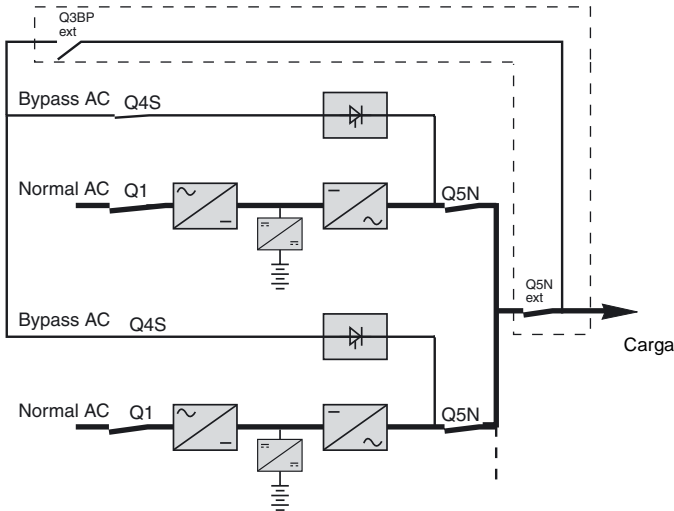 Q3BP
ext
Bypass AC Q4S
Normal AC Q1
Q5N
Q5N
ext
Carga
Bypass AC Q4S
Normal AC Q1
Q5N